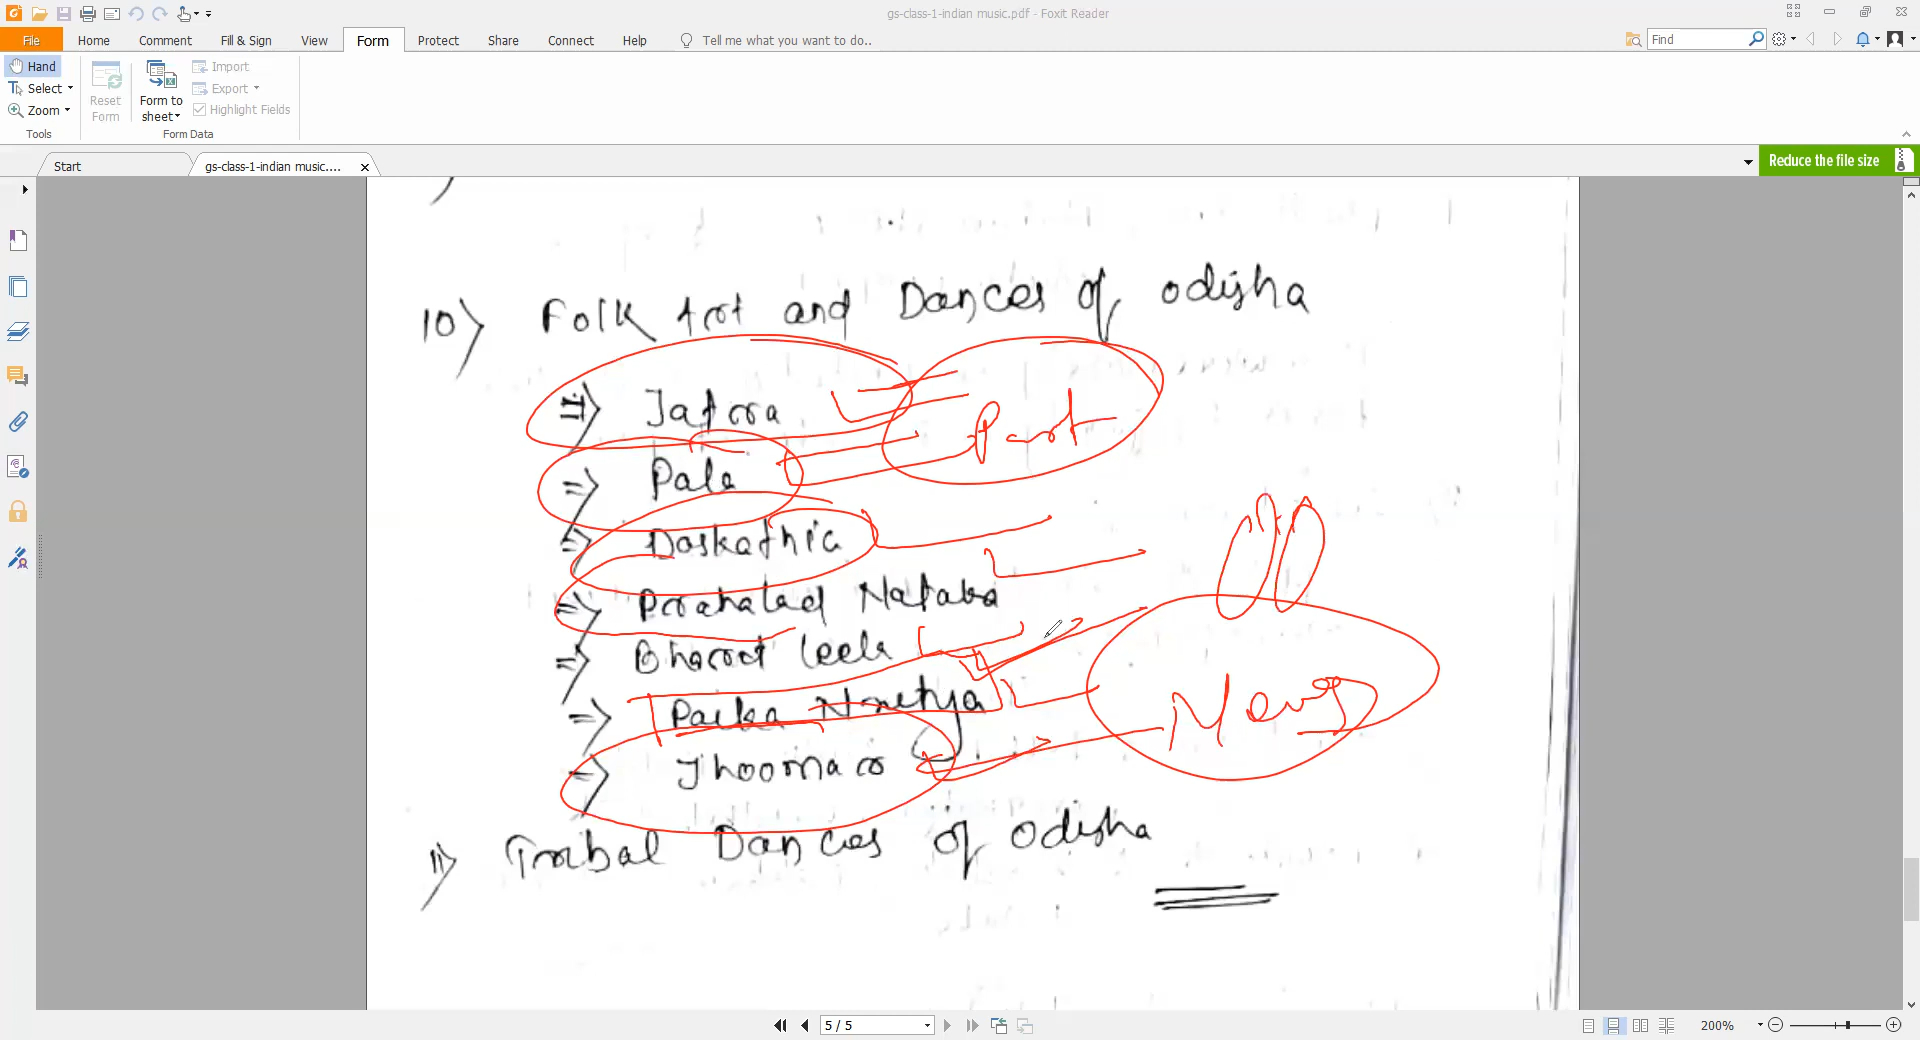 gs-class-1-indian music.pdf - Foxit Reader
File Home Comment Fill & Sign View Form Protect Share Connect Help Tell me what you want to do.. Find
Hand
Select
Zoom
Tools
Reset Form
Form to sheet
Import
Export
Highlight Fields
Form Data
Start gs-class-1-indian music.... Reduce the file size
10) Folk Art and Dances of odisha
=> Jatra
Part
=> Pala
=> Daskathia
=> Prahalad Nataka
=> Bharat leela
=> Paika Nrutya
=> Jhoomar
11) Tribal Dances of odisha
5 / 5 200%